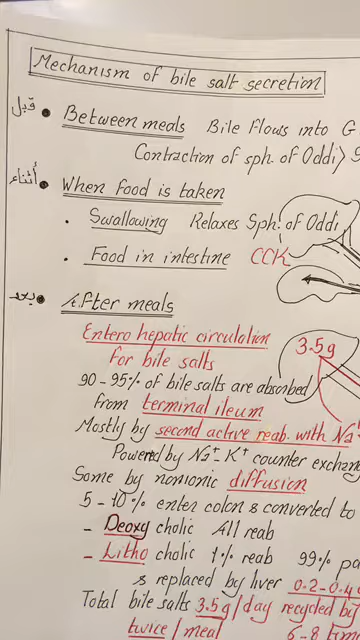 Mechanism of bile salt secretion
قبل • Between meals Bile Flows into G
Contraction of sph. of Oddi >
أثناء • When food is taken
. Swallowing Relaxes Sph. of Oddi
. Food in intestine CCK
بعد • After meals
Entero hepatic circulation
for bile salts
3.5g
90-95% of bile salts are absorbed
from terminal ileum
Mostly by second active reab. with Na+
Powered by Na+-K+ counter exchan
Some by nonionic diffusion
5-10% enter colon & converted to
- Deoxy cholic All reab
- Litho cholic 1% reab 99%
& replaced by liver 0.2-0.4
Total bile salts 3.5g/day recycled by
twice/meal 6-8